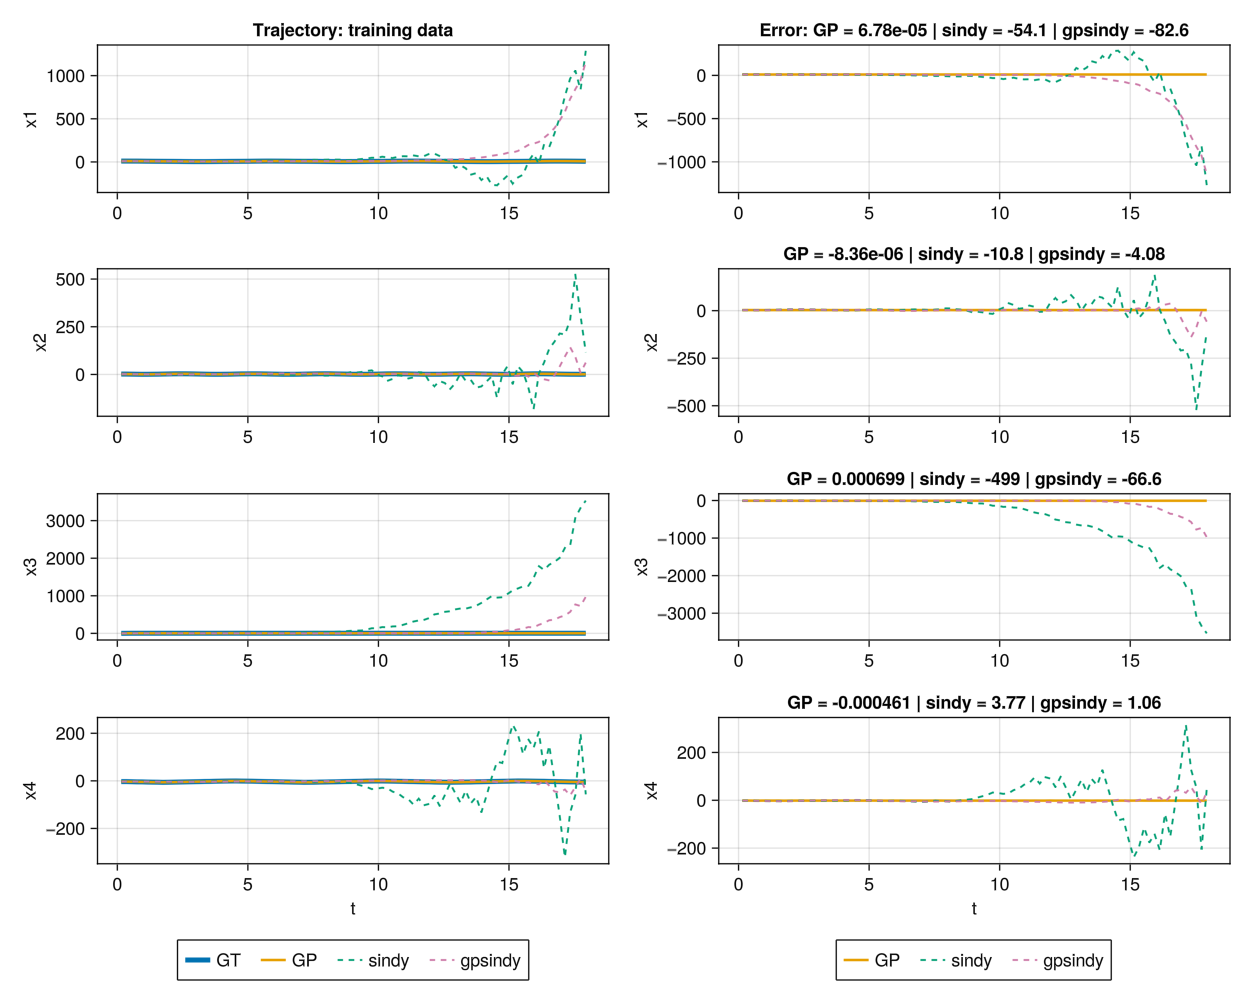 Trajectory: training data
x1
1000
500
0
0 5 10 15
Error: GP = 6.78e-05 | sindy = -54.1 | gpsindy = -82.6
x1
0
−500
−1000
0 5 10 15
x2
500
250
0
0 5 10 15
GP = -8.36e-06 | sindy = -10.8 | gpsindy = -4.08
x2
0
−250
−500
0 5 10 15
x3
3000
2000
1000
0
0 5 10 15
GP = 0.000699 | sindy = -499 | gpsindy = -66.6
x3
0
−1000
−2000
−3000
0 5 10 15
x4
200
0
−200
0 5 10 15
t
GP = -0.000461 | sindy = 3.77 | gpsindy = 1.06
x4
200
0
−200
0 5 10 15
t
GT GP sindy gpsindy
GP sindy gpsindy